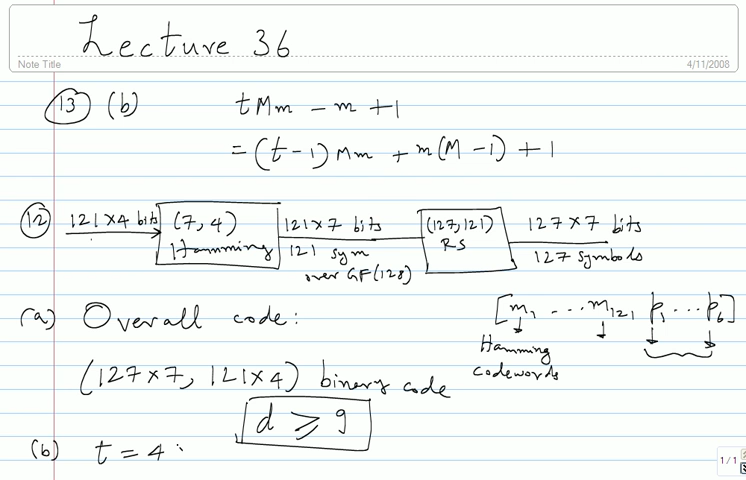 Lecture 36
Note Title
4/11/2008
13 (b) tMm - m + 1
= (t-1)Mm + m(M-1) + 1
12 121×4 bits (7,4) Hamming 121×7 bits 121 sym over GF(128) (127,121) RS 127×7 bits 127 symbols
(a) Overall code: [m₁ ... m₁₂₁ p₁ ... p₆]
Hamming codewords
(127×7, 121×4) binary code
d ≥ 9
(b) t = 4 :
1/1